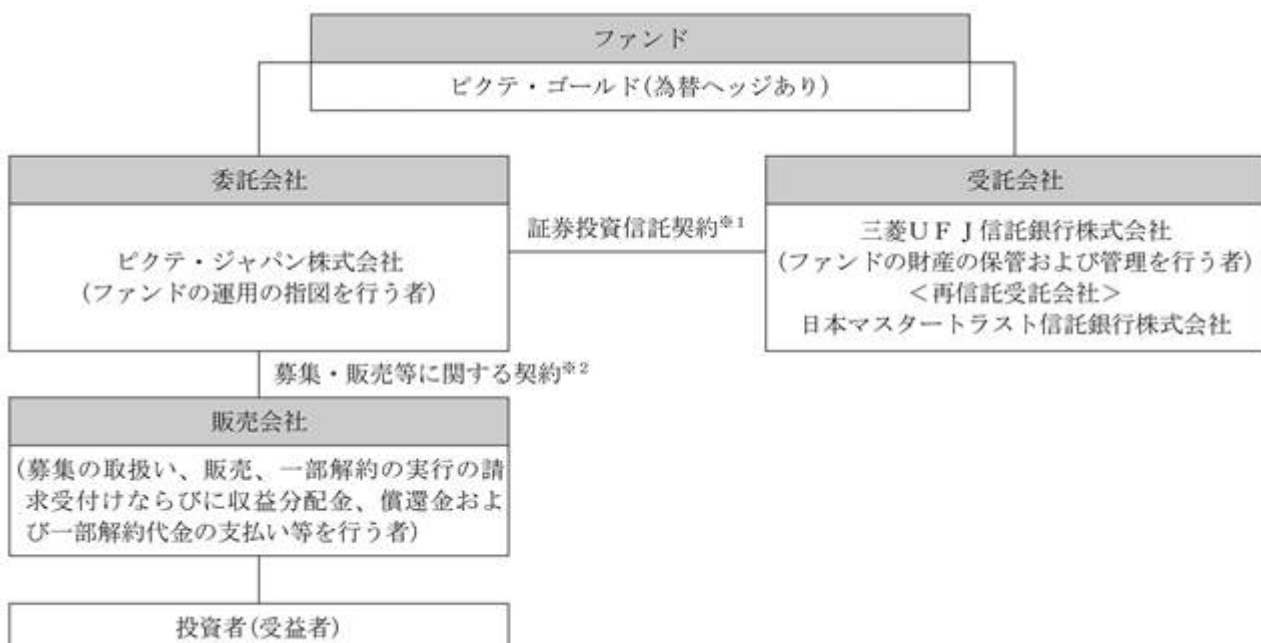 ファンド
ピクテ・ゴールド(為替ヘッジあり)
委託会社
ピクテ・ジャパン株式会社
(ファンドの運用の指図を行う者)
証券投資信託契約※1
受託会社
三菱UFJ信託銀行株式会社
(ファンドの財産の保管および管理を行う者)
<再信託受託会社>
日本マスタートラスト信託銀行株式会社
募集・販売等に関する契約※2
販売会社
(募集の取扱い、販売、一部解約の実行の請
求受付けならびに収益分配金、償還金およ
び一部解約代金の支払い等を行う者)
投資者(受益者)